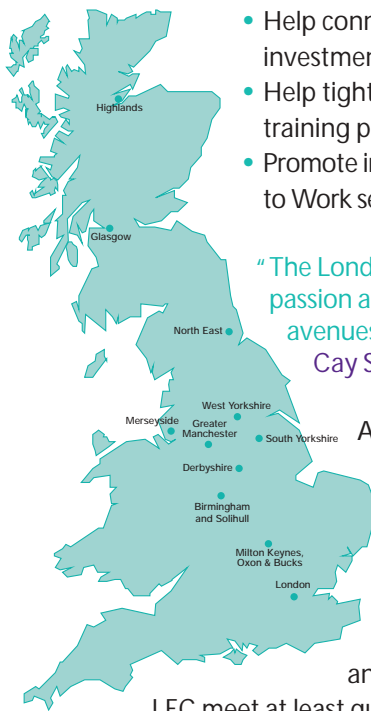 • Help conn
investmen
• Help tight
training p
• Promote in
to Work se
Highlands
Glasgow
"The Lond
passion a
avenues
Cay S
North East
West Yorkshire
Merseyside
Greater
Manchester
South Yorkshire
A
Derbyshire
Birmingham
and Solihull
Milton Keynes,
Oxon & Bucks
London
an
LEC meet at least qu